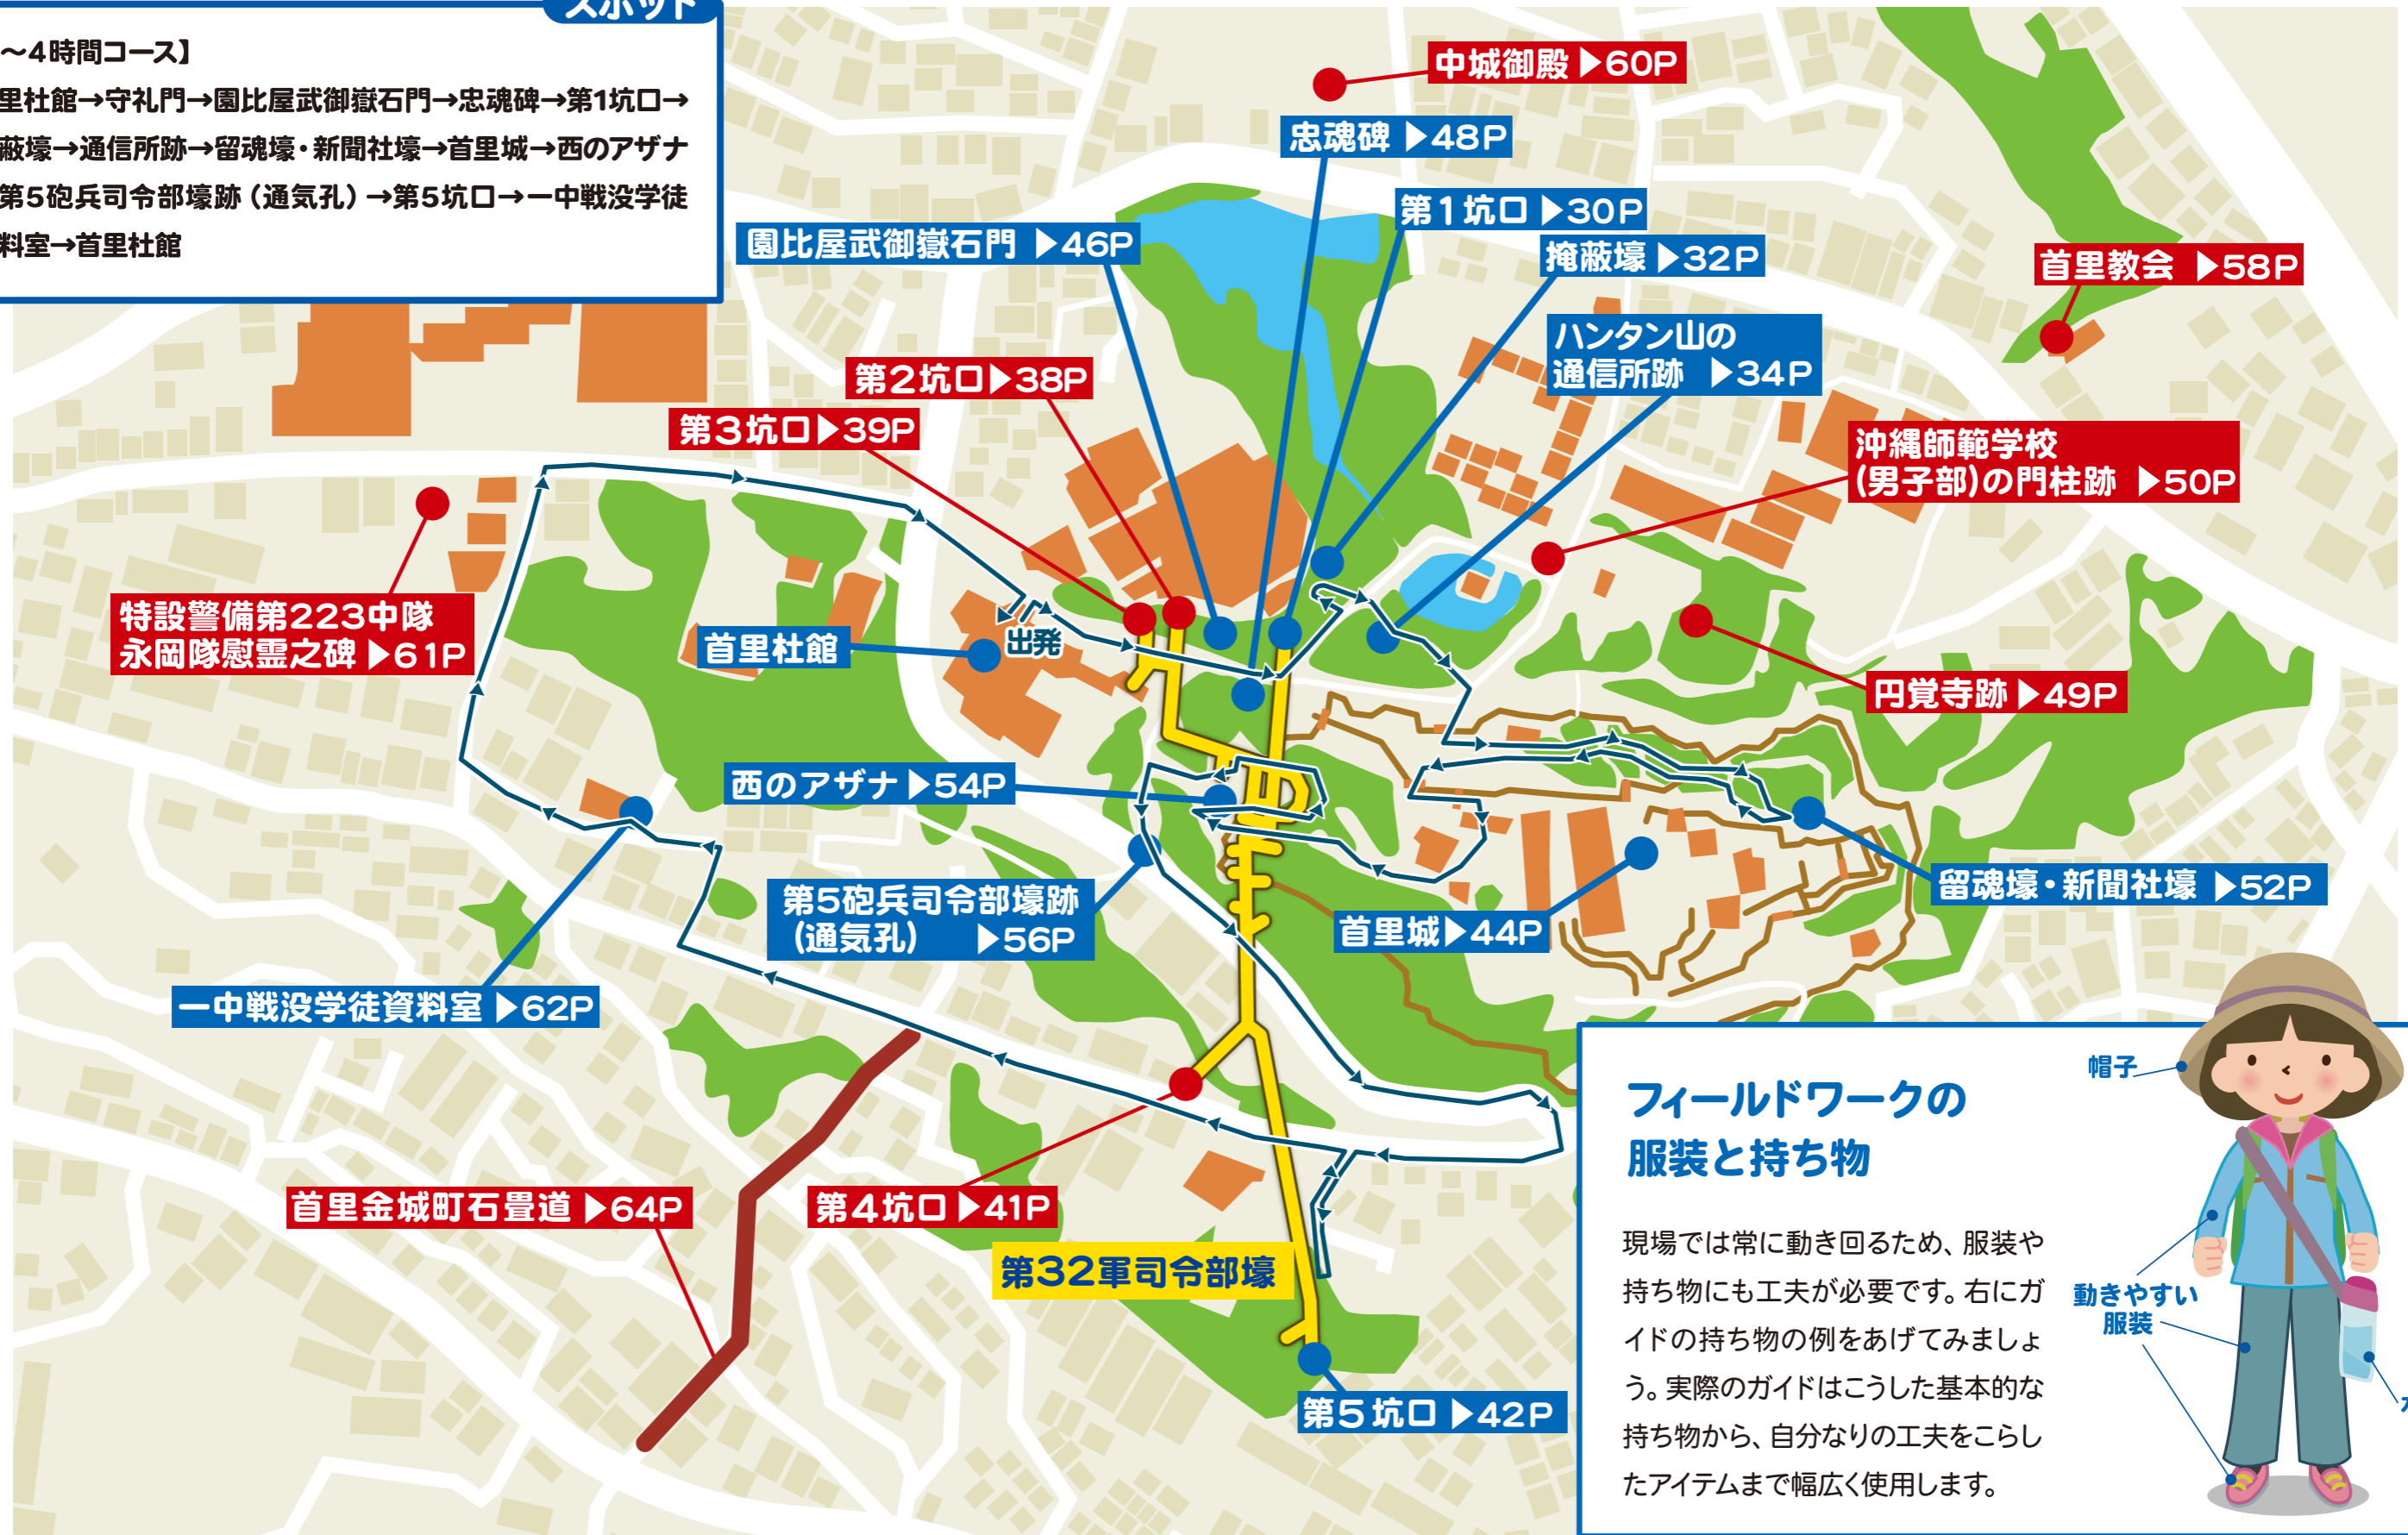 スポット
～4時間コース】
里社館→守礼門→園比屋武御嶽石門→忠魂碑→第1坑口→
蔽壕→通信所跡→留魂壕・新聞社壕→首里城→西のアザナ
第5砲兵司令部壕跡（通気孔）→第5坑口→一中戦没学徒
料室→首里杜館
中城御殿 ▶60P
忠魂碑 ▶48P
第1坑口 ▶30P
園比屋武御嶽石門 ▶46P
掩蔽壕 ▶32P
首里教会 ▶58P
ハンタン山の
通信所跡 ▶34P
第2坑口▶38P
第3坑口▶39P
沖縄師範学校
(男子部)の門柱跡 ▶50P
特設警備第223中隊
永岡隊慰霊之碑 ▶61P
首里杜館
出発
円覚寺跡 ▶49P
西のアザナ ▶54P
第5砲兵司令部壕跡
(通気孔) ▶56P
首里城▶44P
留魂壕・新聞社壕 ▶52P
一中戦没学徒資料室 ▶62P
首里金城町石畳道 ▶64P
第4坑口 ▶41P
第32軍司令部壕
第5坑口 ▶42P
フィールドワークの
服装と持ち物
現場では常に動き回るため、服装や
持ち物にも工夫が必要です。右にガ
イドの持ち物の例をあげてみましょ
う。実際のガイドはこうした基本的な
持ち物から、自分なりの工夫をこらし
たアイテムまで幅広く使用します。
帽子
動きやすい
服装